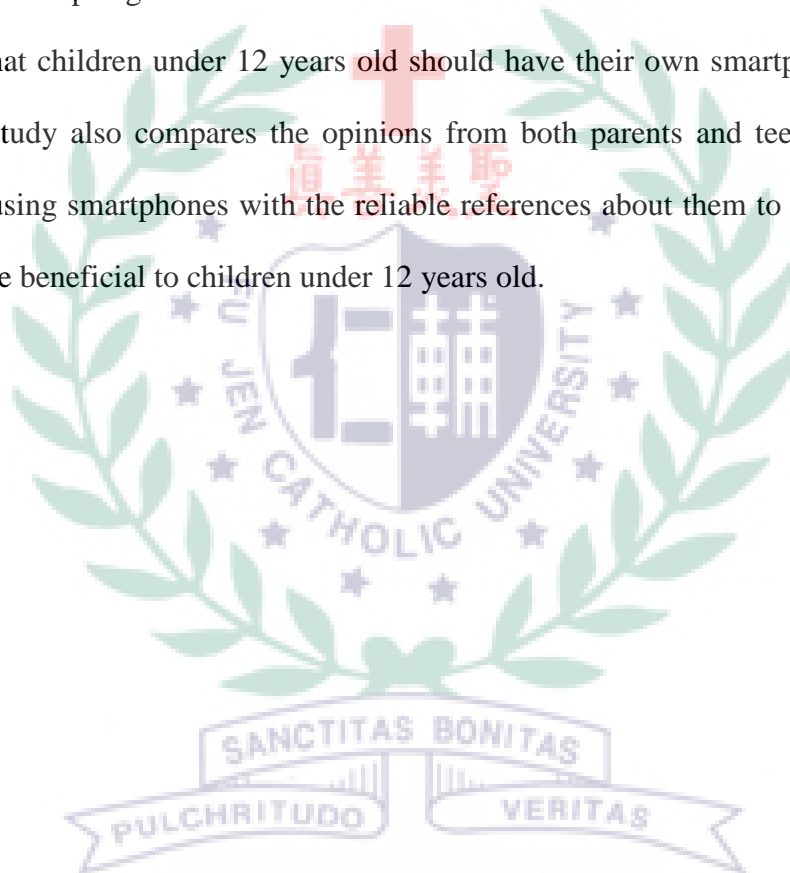 hat children under 12 years old should have their own smartp
tudy also compares the opinions from both parents and tee
using smartphones with the reliable references about them to
e beneficial to children under 12 years old.
眞善美聖
FU JEN CATHOLIC UNIVERSITY
仁輔
SANCTITAS BONITAS
PULCHRITUDO VERITAS